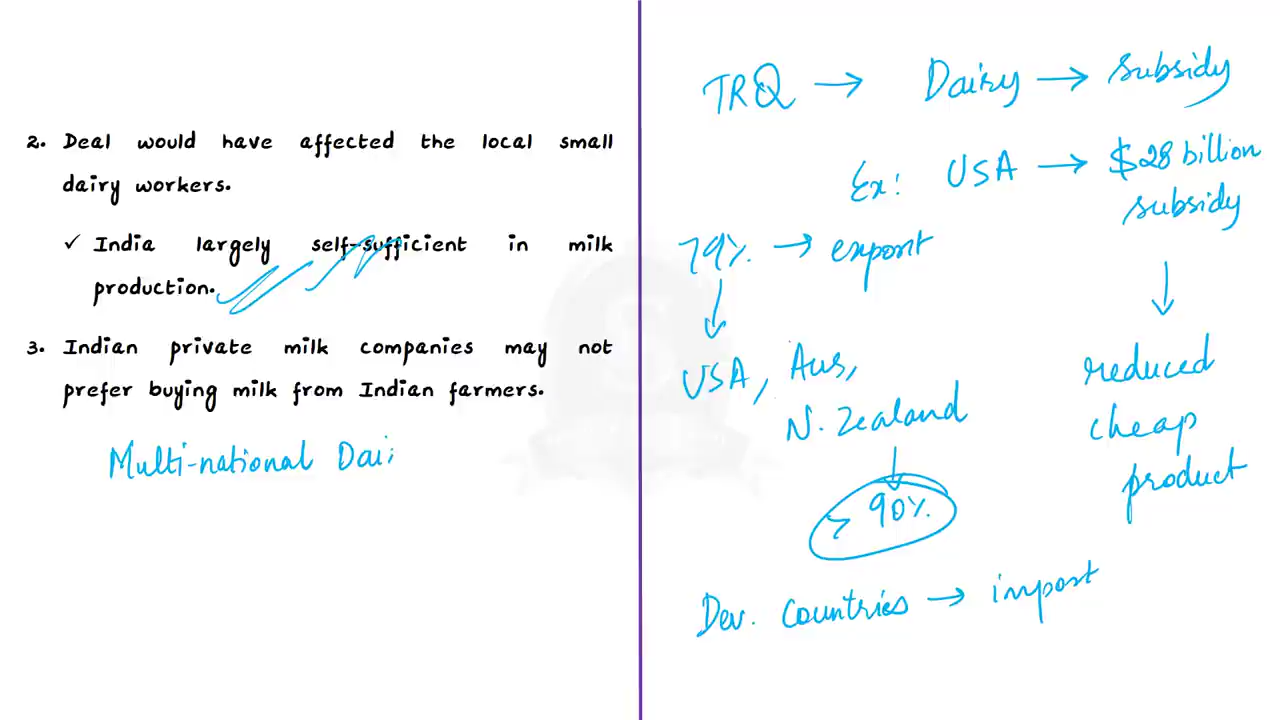 2. Deal would have affected the local small
dairy workers.
✓ India largely self-sufficient in milk
production.
3. Indian private milk companies may not
prefer buying milk from Indian farmers.
Multi-national Dai
TRQ → Dairy → subsidy
Ex: USA → $28 billion
subsidy
79% → export
USA, Aus,
N. Zealand
> 90%
reduced
cheap
product
Dev. Countries → import